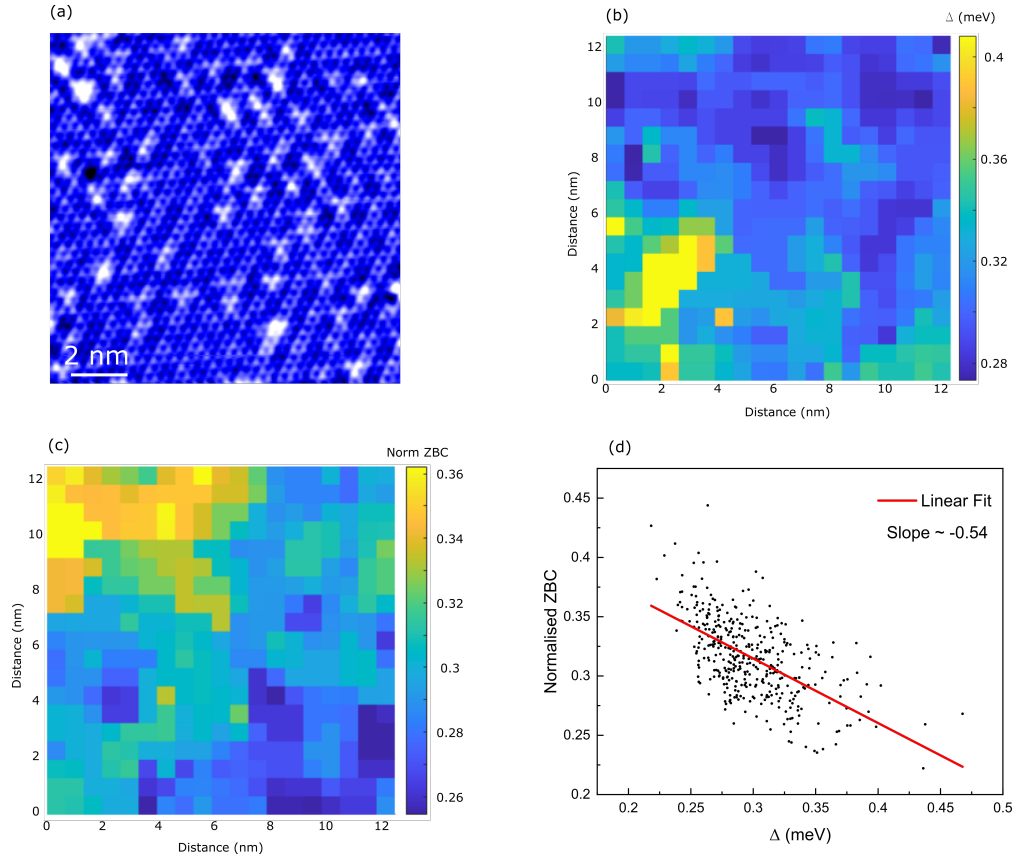 (a)
2 nm
(b)
Δ (meV)
12
10
8
6
4
2
0
Distance (nm)
0 2 4 6 8 10 12
Distance (nm)
0.4
0.36
0.32
0.28
(c)
Norm ZBC
12
10
8
6
4
2
0
Distance (nm)
0 2 4 6 8 10 12
Distance (nm)
0.36
0.34
0.32
0.3
0.28
0.26
(d)
Linear Fit
Slope ~ -0.54
0.45
0.4
0.35
0.3
0.25
0.2
Normalised ZBC
0.2 0.25 0.3 0.35 0.4 0.45 0.5
Δ (meV)